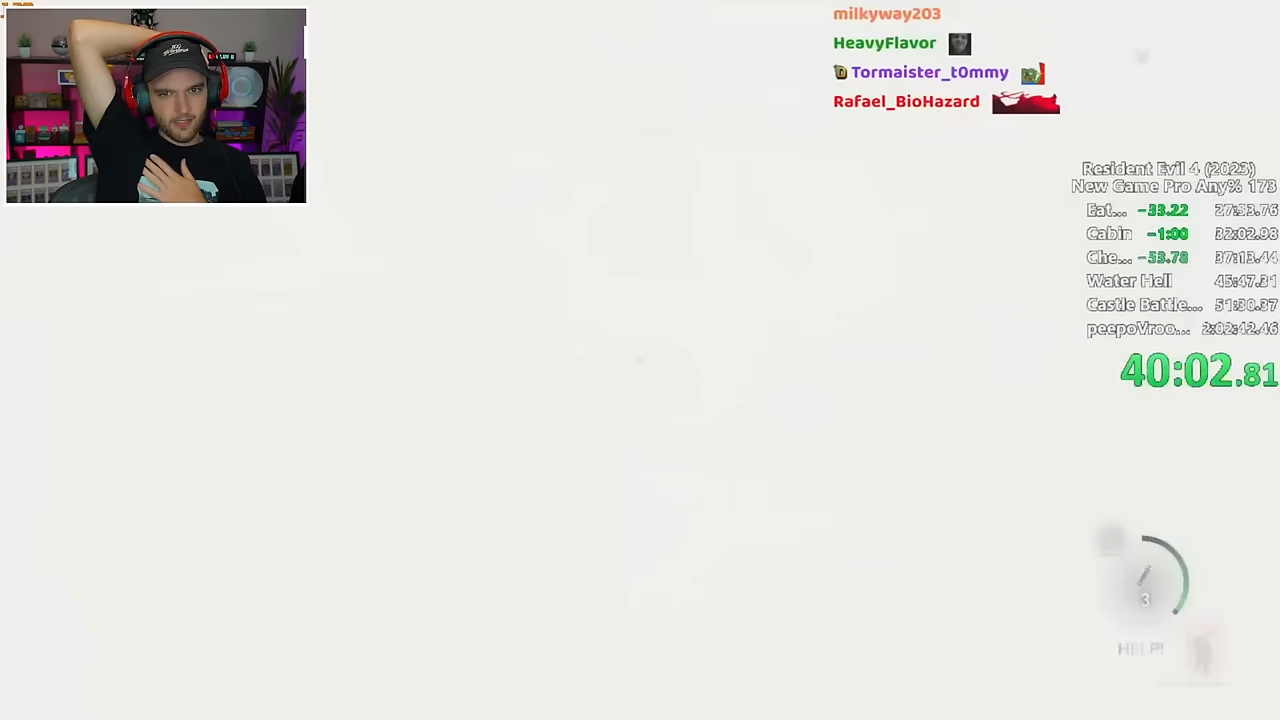 milkyway203
HeavyFlavor
Tormaister_t0mmy
Rafael_BioHazard
Resident Evil 4 (2023)
New Game Pro Any% 173
Eat... -33.22 27:53.76
Cabin -1:00 32:02.98
Che... -53.78 37:13.44
Water Hell 45:47.31
Castle Battle... 51:30.37
peepoVroo... 2:02:42.46
40:02.81
3
HELP!